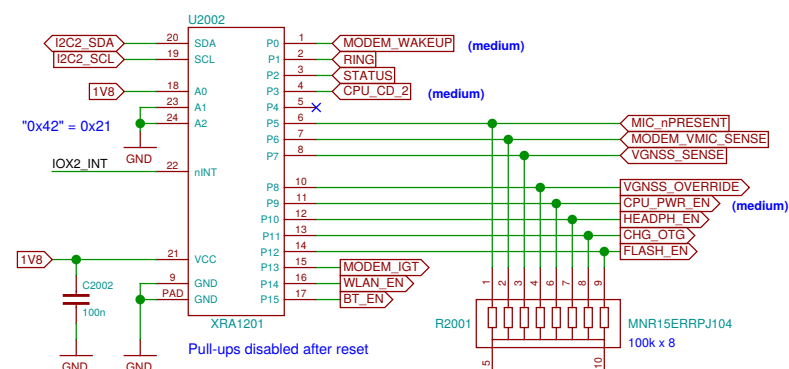 U2002
I2C2_SDA 20 SDA P0 1 MODEM_WAKEUP (medium)
I2C2_SCL 19 SCL P1 2 RING
P2 3 STATUS
1V8 18 A0 P3 4 CPU_CD_2 (medium)
23 A1 P4 5
"0x42" = 0x21 24 A2 P5 6 MIC_nPRESENT
P6 7 MODEM_VMIC_SENSE
GND P7 8 VGNSS_SENSE
IOX2_INT 22 nINT
P8 10 VGNSS_OVERRIDE
P9 11 CPU_PWR_EN (medium)
P10 12 HEADPH_EN
P11 13 CHG_OTG
P12 14 FLASH_EN
1V8 21 VCC P13 15 MODEM_IGT
9 GND P14 16 WLAN_EN
PAD GND P15 17 BT_EN
1 2 3 4 6 7 8 9
C2002
100n
XRA1201
R2001 MNR15ERRPJ104
100k x 8
Pull-ups disabled after reset
5 10
GND GND